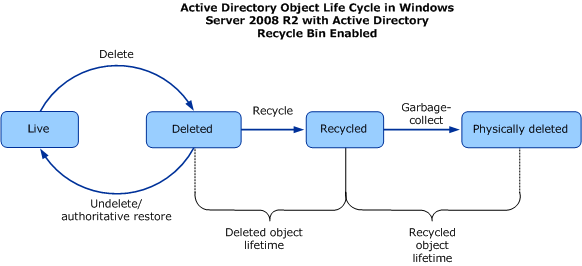 Active Directory Object Life Cycle in Windows
Server 2008 R2 with Active Directory
Recycle Bin Enabled
Delete
Live
Deleted
Recycle
Recycled
Garbage-
collect
Physically deleted
Undelete/
authoritative restore
Deleted object
lifetime
Recycled
object
lifetime